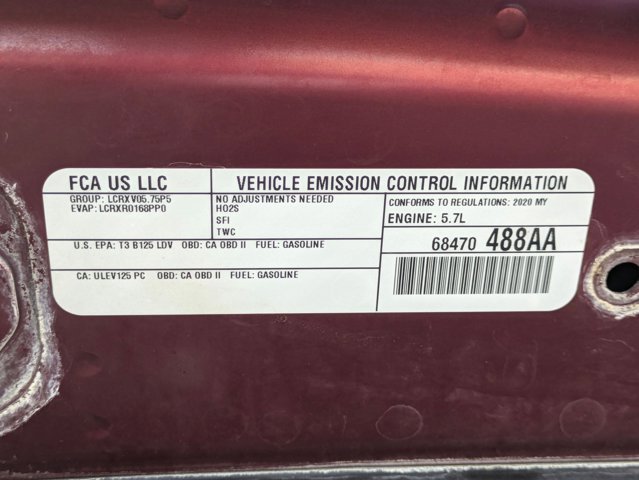 FCA US LLC
VEHICLE EMISSION CONTROL INFORMATION
GROUP: LCRXV05.75P5
EVAP: LCRXR0168PP0
NO ADJUSTMENTS NEEDED
HO2S
SFI
TWC
CONFORMS TO REGULATIONS: 2020 MY
ENGINE: 5.7L
U.S. EPA: T3 B125 LDV OBD: CA OBD II FUEL: GASOLINE
68470 488AA
CA: ULEV125 PC OBD: CA OBD II FUEL: GASOLINE